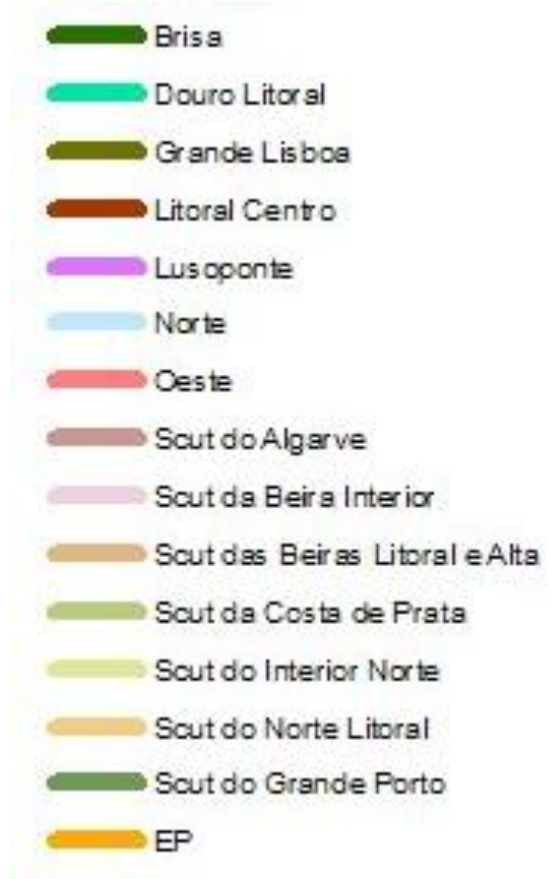 Brisa
Douro Litoral
Grande Lisboa
Litoral Centro
Lusoponte
Norte
Oeste
Scut do Algarve
Scut da Beira Interior
Scut das Beiras Litoral e Alta
Scut da Costa de Prata
Scut do Interior Norte
Scut do Norte Litoral
Scut do Grande Porto
EP